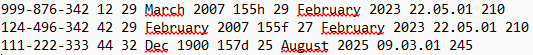 999-876-342 12 29 March 2007 155h 29 February 2023 22.05.01 210
124-496-342 42 29 February 2007 155f 27 February 2023 22.05.01 210
111-222-333 44 32 Dec 1900 157d 25 August 2025 09.03.01 245